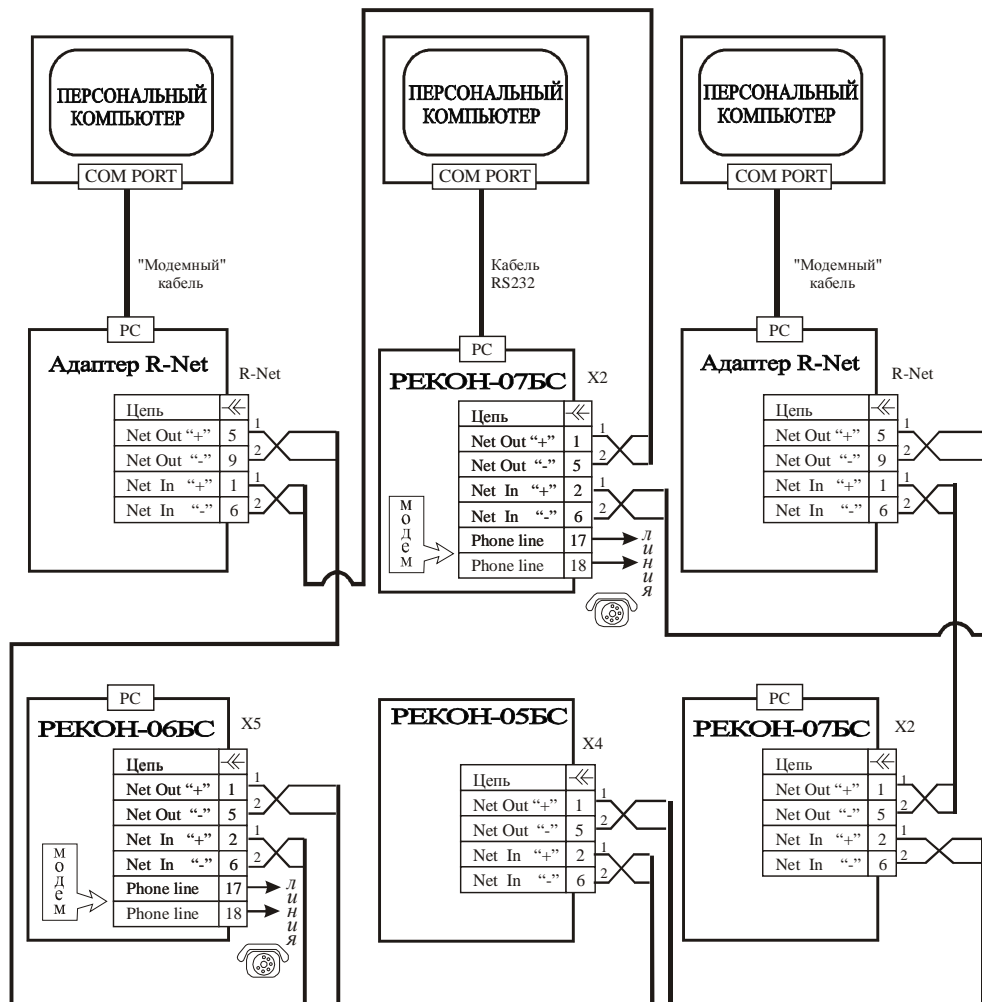 ПЕРСОНАЛЬНЫЙ
КОМПЬЮТЕР
COM PORT
"Модемный"
кабель
PC
Адаптер R-Net
R-Net
Цепь
Net Out “+” 5 1
Net Out “-” 9 2
Net In “+” 1 1
Net In “-” 6 2
ПЕРСОНАЛЬНЫЙ
КОМПЬЮТЕР
COM PORT
Кабель
RS232
PC
РЕКОН-07БС
X2
Цепь
Net Out “+” 1 1
Net Out “-” 5 2
Net In “+” 2 1
Net In “-” 6 2
Phone line 17
Phone line 18
модем
линия
ПЕРСОНАЛЬНЫЙ
КОМПЬЮТЕР
COM PORT
"Модемный"
кабель
PC
Адаптер R-Net
R-Net
Цепь
Net Out “+” 5 1
Net Out “-” 9 2
Net In “+” 1 1
Net In “-” 6 2
PC
РЕКОН-06БС
X5
Цепь
Net Out “+” 1 1
Net Out “-” 5 2
Net In “+” 2 1
Net In “-” 6 2
Phone line 17
Phone line 18
модем
линия
РЕКОН-05БС
X4
Цепь
Net Out “+” 1 1
Net Out “-” 5 2
Net In “+” 2 1
Net In “-” 6 2
PC
РЕКОН-07БС
X2
Цепь
Net Out “+” 1 1
Net Out “-” 5 2
Net In “+” 2 1
Net In “-” 6 2